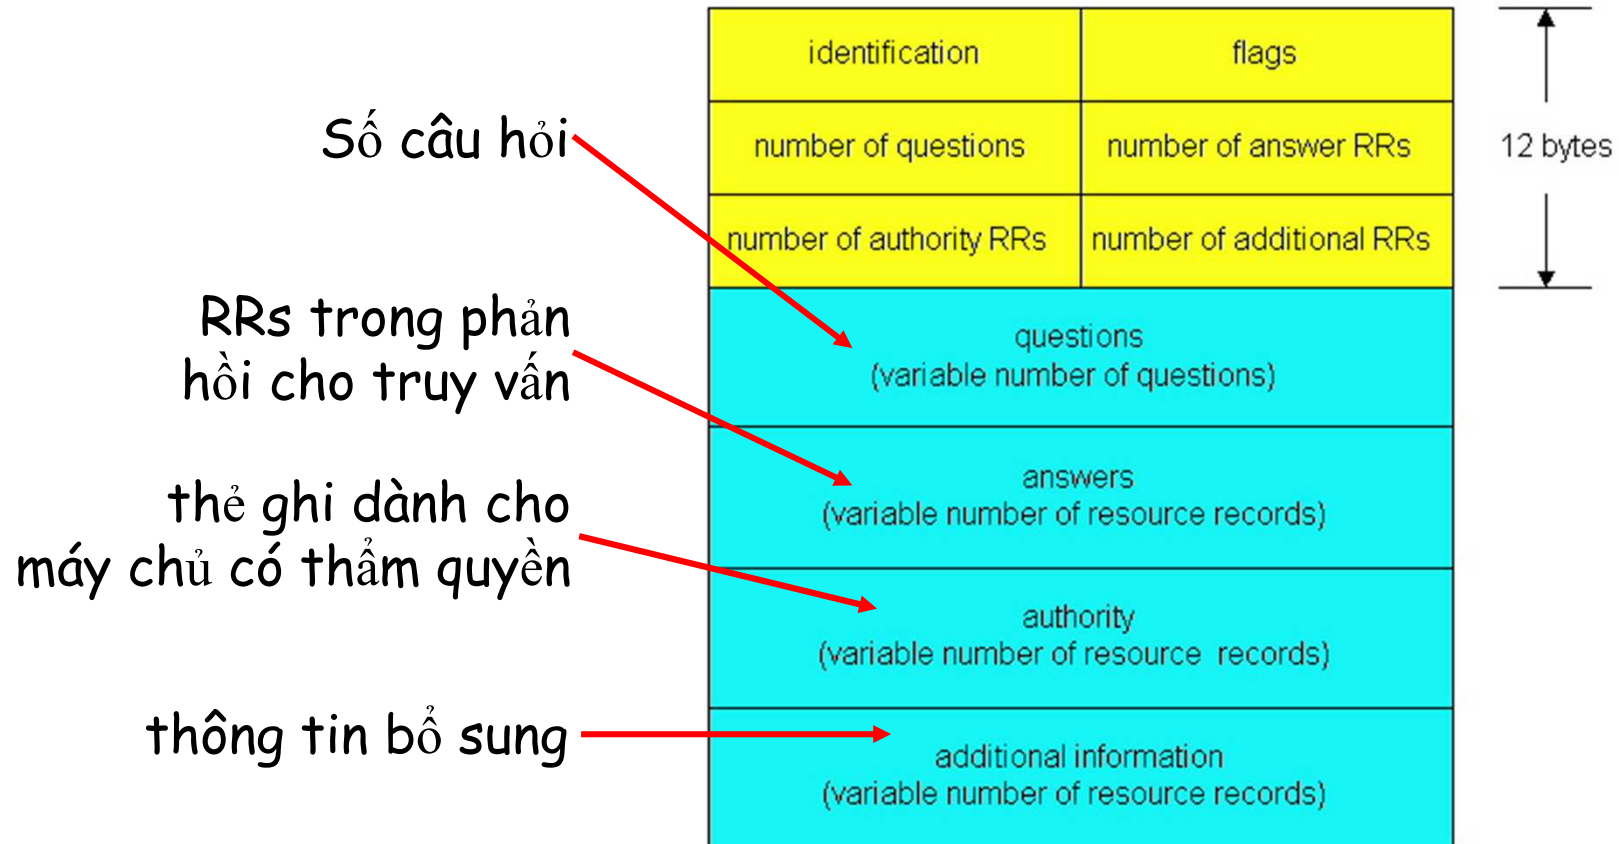 identification
flags
Số câu hỏi
number of questions
number of answer RRs
12 bytes
number of authority RRs
number of additional RRs
RRs trong phản
hồi cho truy vấn
questions
(variable number of questions)
answers
(variable number of resource records)
thẻ ghi dành cho
máy chủ có thẩm quyền
authority
(variable number of resource records)
thông tin bổ sung
additional information
(variable number of resource records)